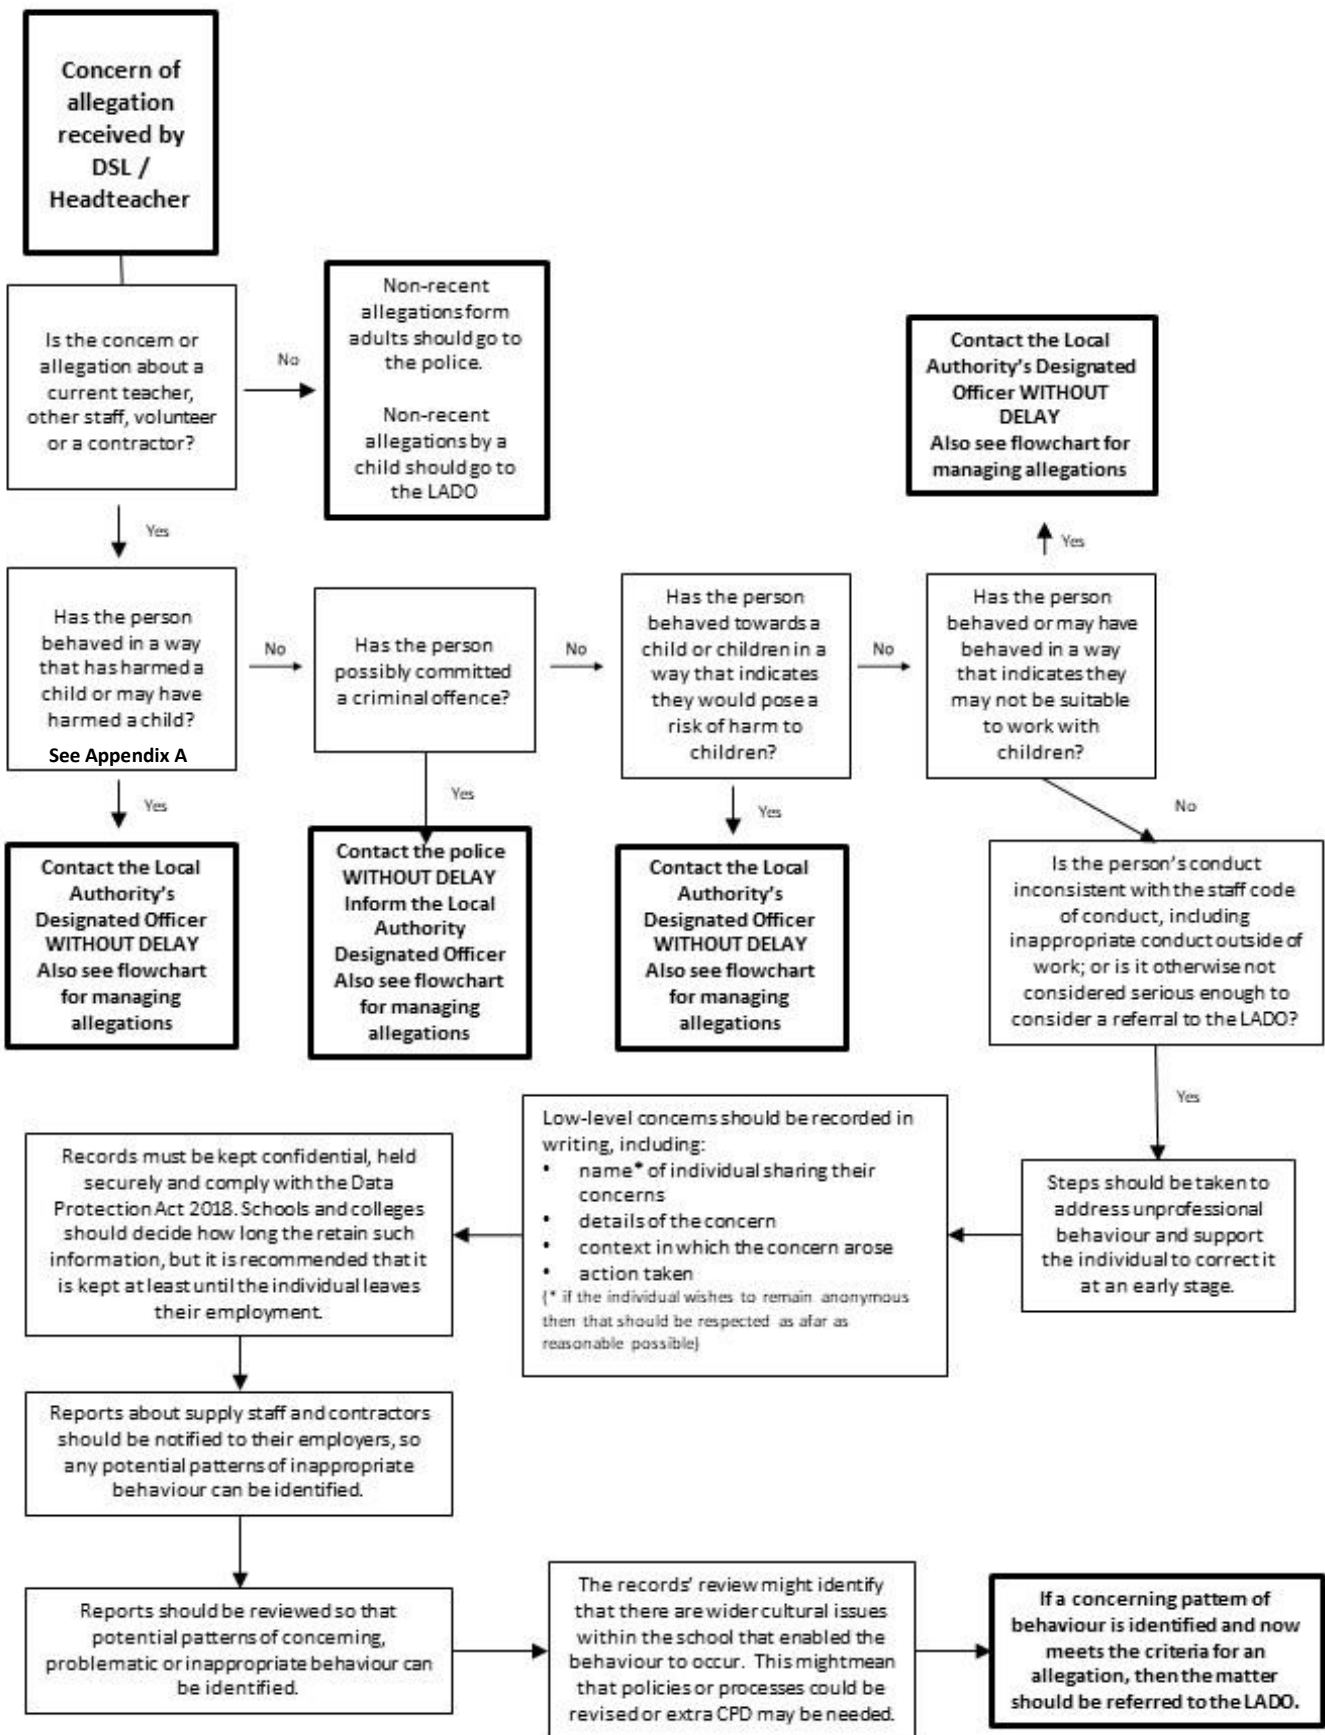 Concern of
allegation
received by
DSL /
Headteacher
Is the concern or
allegation about a
current teacher,
other staff, volunteer
or a contractor?
No
Non-recent
allegations form
adults should go to
the police.
Non-recent
allegations by a
child should go to
the LADO
Contact the Local
Authority's Designated
Officer WITHOUT
DELAY
Also see flowchart for
managing allegations
Yes
Yes
Has the person
behaved in a way
that has harmed a
child or may have
harmed a child?
See Appendix A
No
Has the person
possibly committed
a criminal offence?
No
Has the person
behaved towards a
child or children in a
way that indicates
they would pose a
risk of harm to
children?
No
Has the person
behaved or may have
behaved in a way
that indicates they
may not be suitable
to work with
children?
Yes
Yes
Yes
No
Contact the Local
Authority's
Designated Officer
WITHOUT DELAY
Also see flowchart
for managing
allegations
Contact the police
WITHOUT DELAY
Inform the Local
Authority
Designated Officer
Also see flowchart
for managing
allegations
Contact the Local
Authority's
Designated Officer
WITHOUT DELAY
Also see flowchart
for managing
allegations
Is the person's conduct
inconsistent with the staff code
of conduct, including
inappropriate conduct outside of
work; or is it otherwise not
considered serious enough to
consider a referral to the LADO?
Yes
Steps should be taken to
address unprofessional
behaviour and support
the individual to correct it
at an early stage.
Low-level concerns should be recorded in
writing, including:
• name* of individual sharing their
concerns
• details of the concern
• context in which the concern arose
• action taken
(* if the individual wishes to remain anonymous
then that should be respected as afar as
reasonable possible)
Records must be kept confidential, held
securely and comply with the Data
Protection Act 2018. Schools and colleges
should decide how long the retain such
information, but it is recommended that it
is kept at least until the individual leaves
their employment.
Reports about supply staff and contractors
should be notified to their employers, so
any potential patterns of inappropriate
behaviour can be identified.
Reports should be reviewed so that
potential patterns of concerning,
problematic or inappropriate behaviour can
be identified.
The records' review might identify
that there are wider cultural issues
within the school that enabled the
behaviour to occur. This might mean
that policies or processes could be
revised or extra CPD may be needed.
If a concerning pattern of
behaviour is identified and now
meets the criteria for an
allegation, then the matter
should be referred to the LADO.